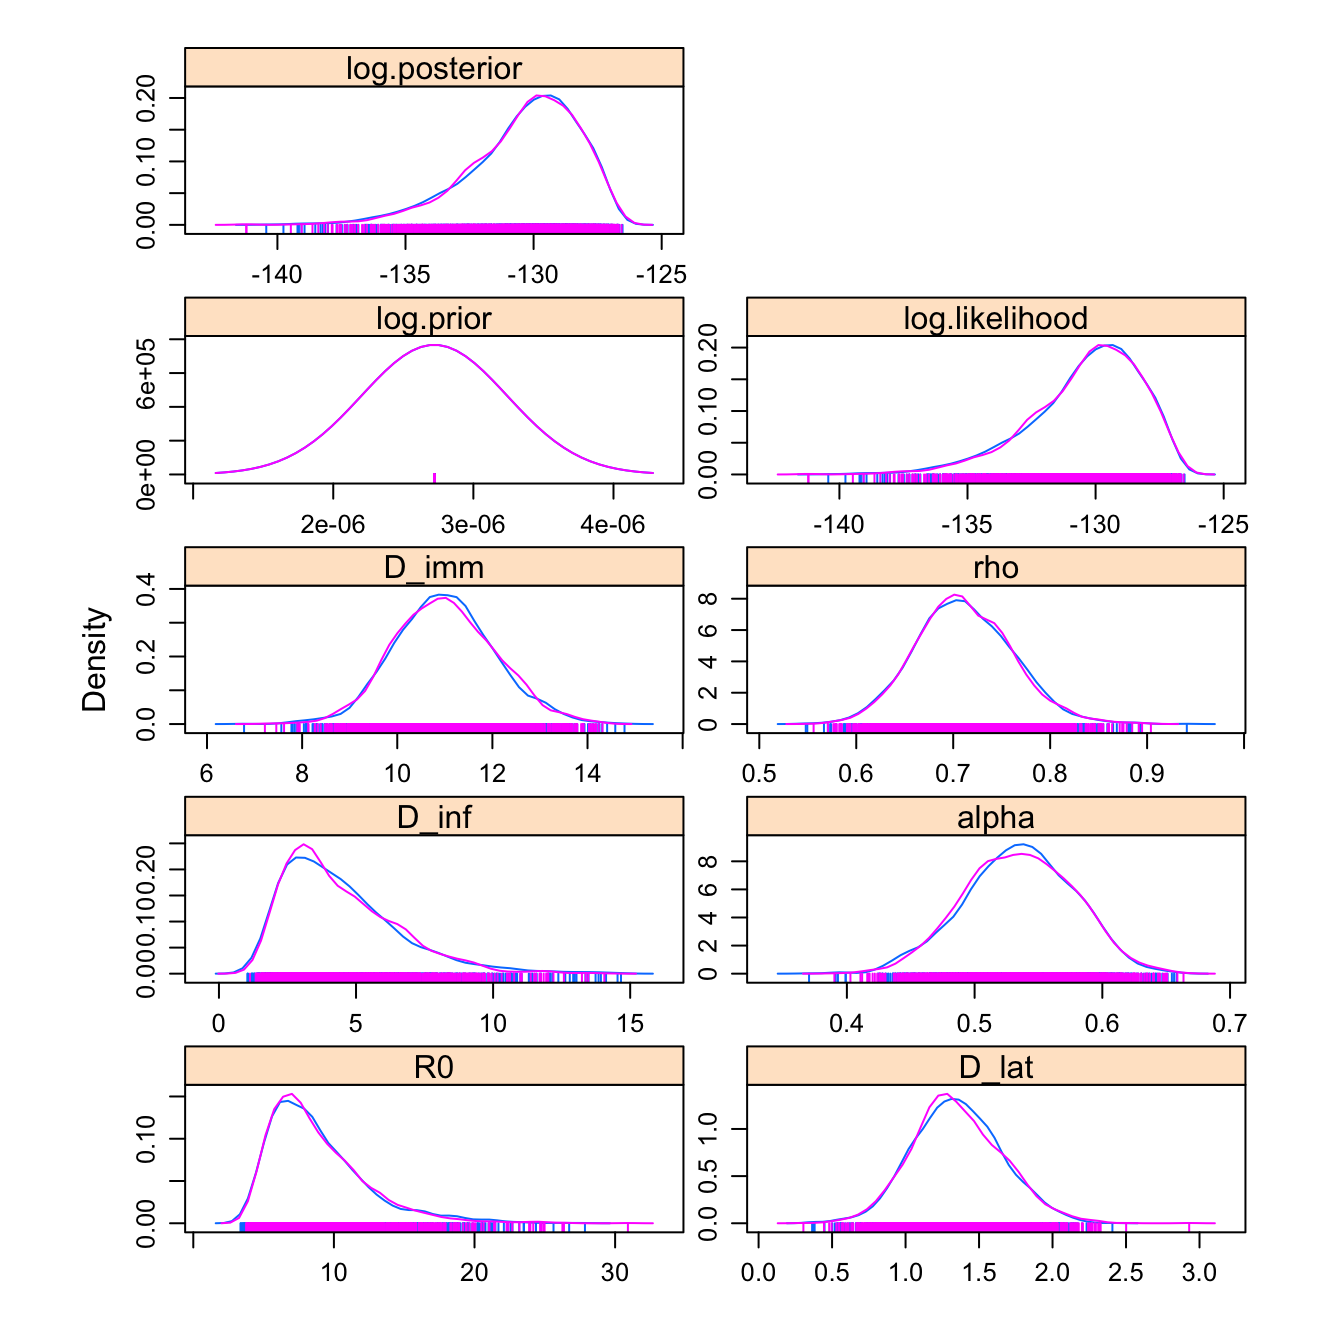 log.posterior
0.00 0.10 0.20
-140 -135 -130 -125
log.prior
0e+00 6e+05
2e-06 3e-06 4e-06
log.likelihood
0.00 0.10 0.20
-140 -135 -130 -125
Density
D_imm
0.0 0.2 0.4
6 8 10 12 14
rho
0 2 4 6 8
0.5 0.6 0.7 0.8 0.9
D_inf
0.00 0.10 0.20
0 5 10 15
alpha
0 2 4 6 8
0.4 0.5 0.6 0.7
R0
0.00 0.10
10 20 30
D_lat
0.0 0.5 1.0
0.0 0.5 1.0 1.5 2.0 2.5 3.0